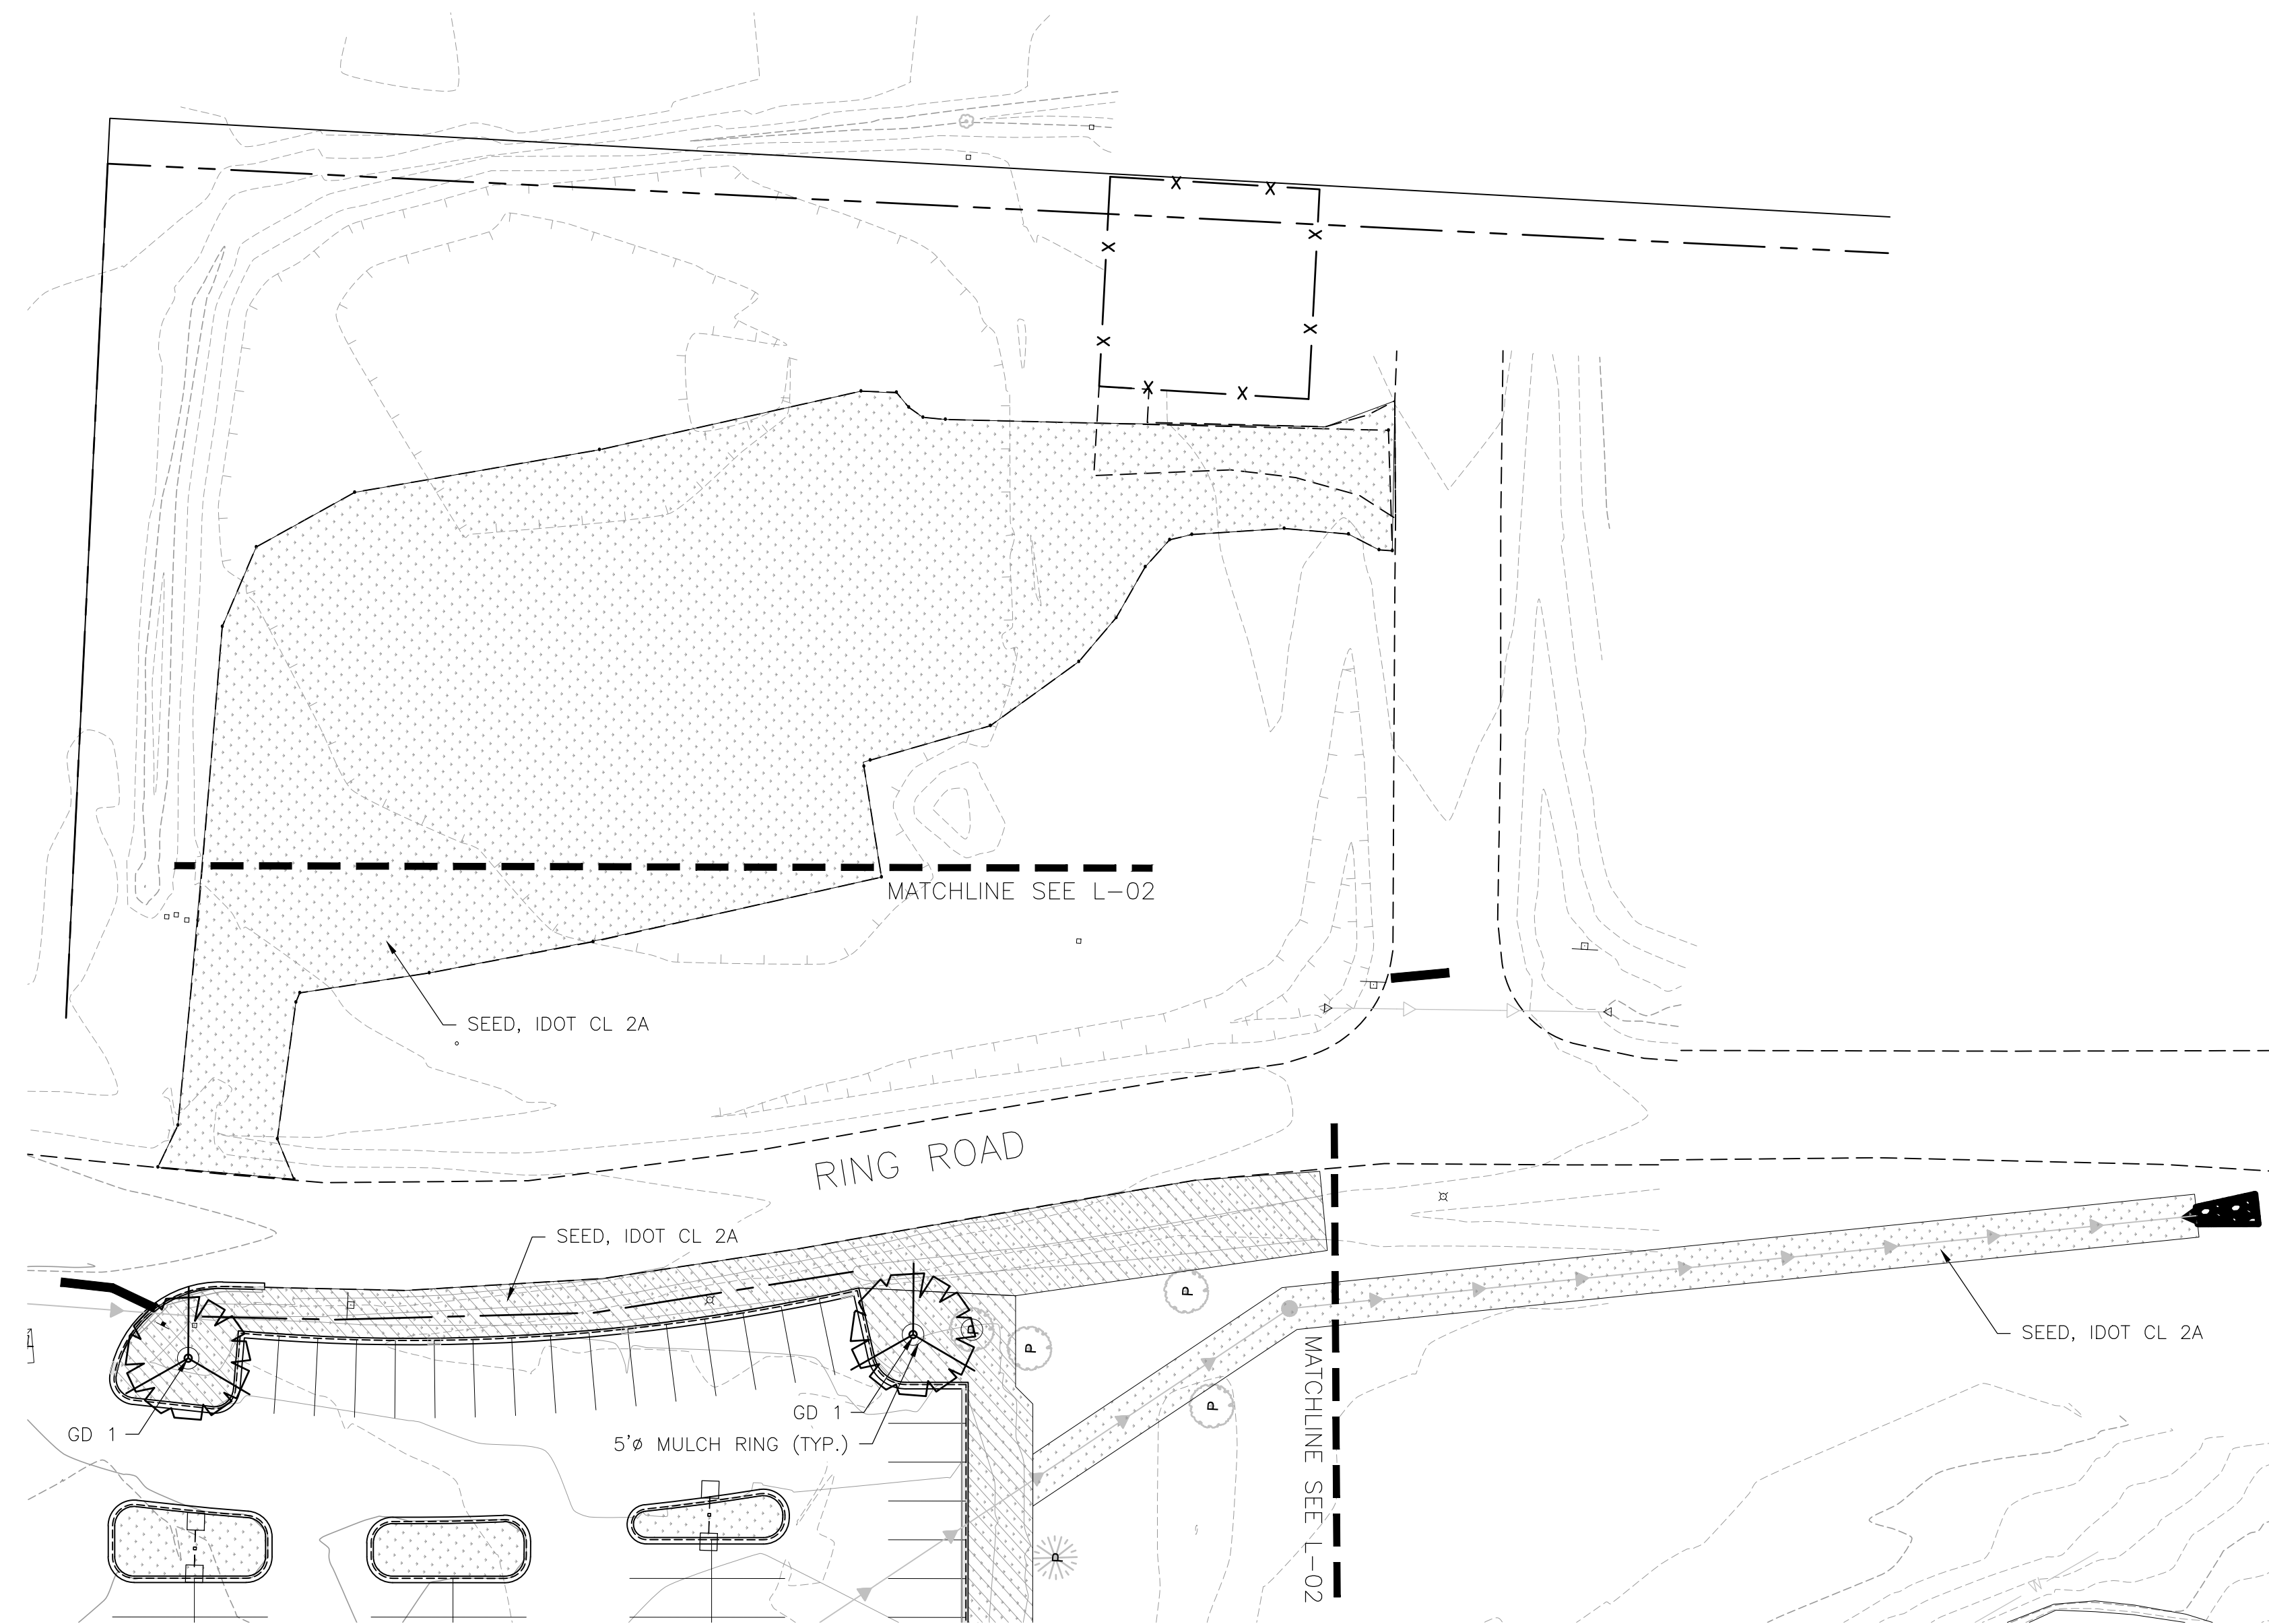 MATCHLINE SEE L-02
SEED, IDOT CL 2A
RING ROAD
SEED, IDOT CL 2A
P
P
P
P
P
SEED, IDOT CL 2A
GD 1
GD 1
5'ø MULCH RING (TYP.)
MATCHLINE SEE L-02
X
X
X
X
X
X
X
X